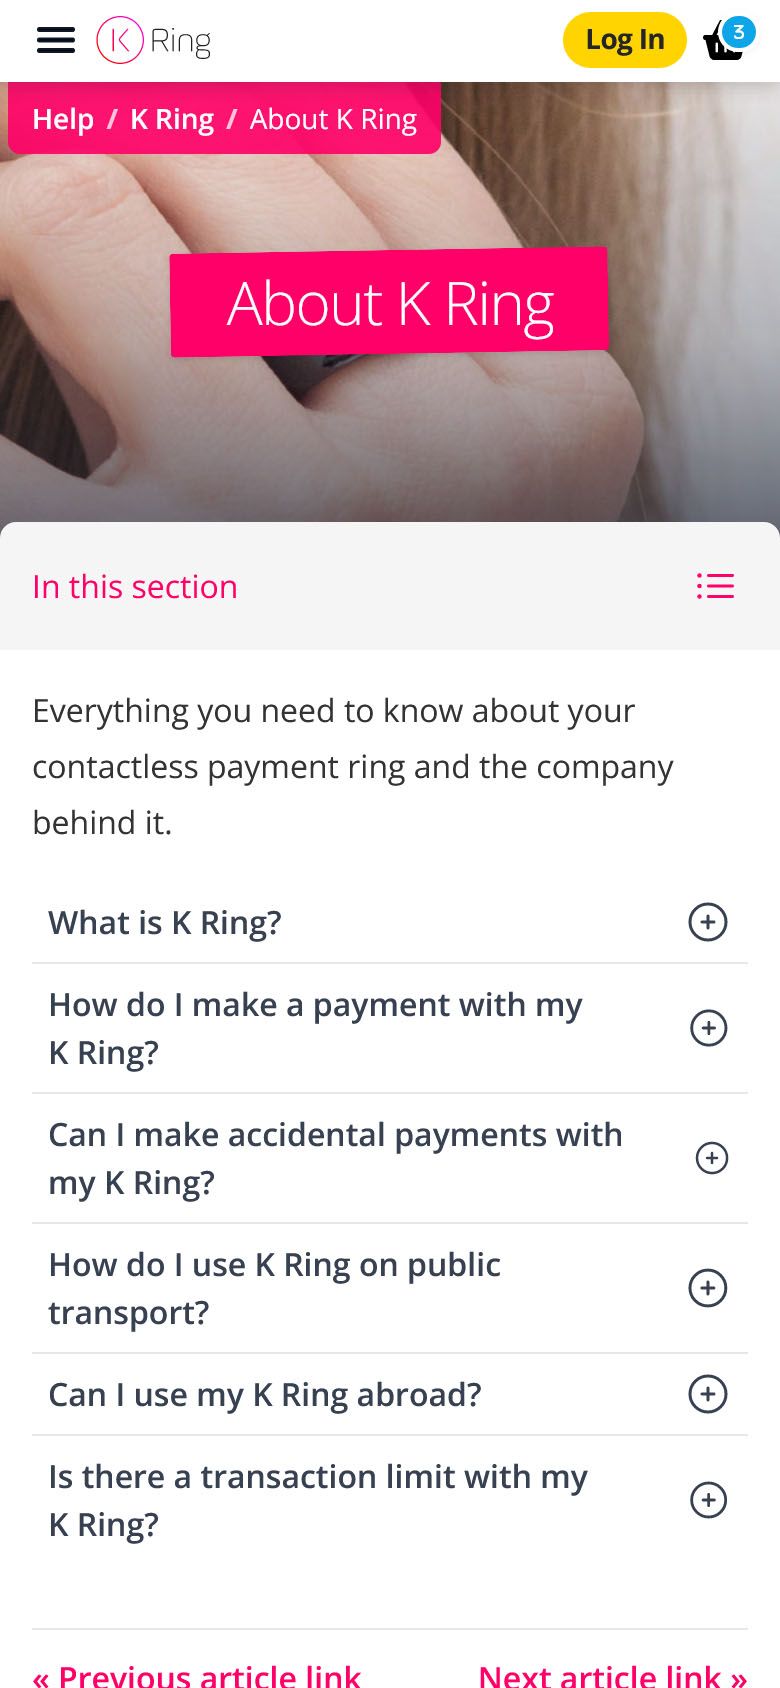 K Ring
Log In
3
Help / K Ring / About K Ring
About K Ring
In this section
Everything you need to know about your
contactless payment ring and the company
behind it.
What is K Ring?
How do I make a payment with my
K Ring?
Can I make accidental payments with
my K Ring?
How do I use K Ring on public
transport?
Can I use my K Ring abroad?
Is there a transaction limit with my
K Ring?
« Previous article link
Next article link »